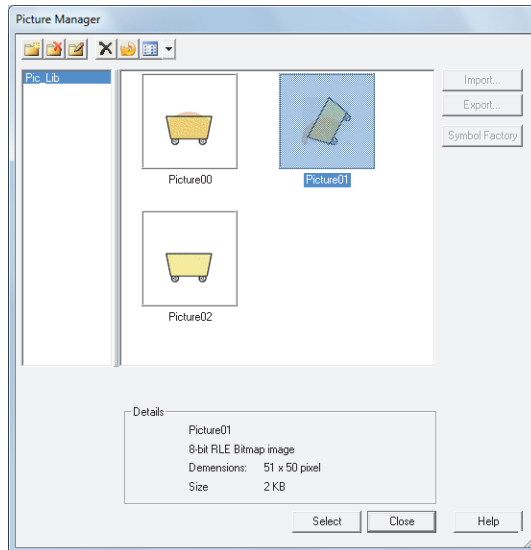 Picture Manager
Pic_Lib
Picture00
Picture01
Picture02
Import...
Export...
Symbol Factory
Details
Picture01
8-bit RLE Bitmap image
Demensions: 51 x 50 pixel
Size 2 KB
Select
Close
Help